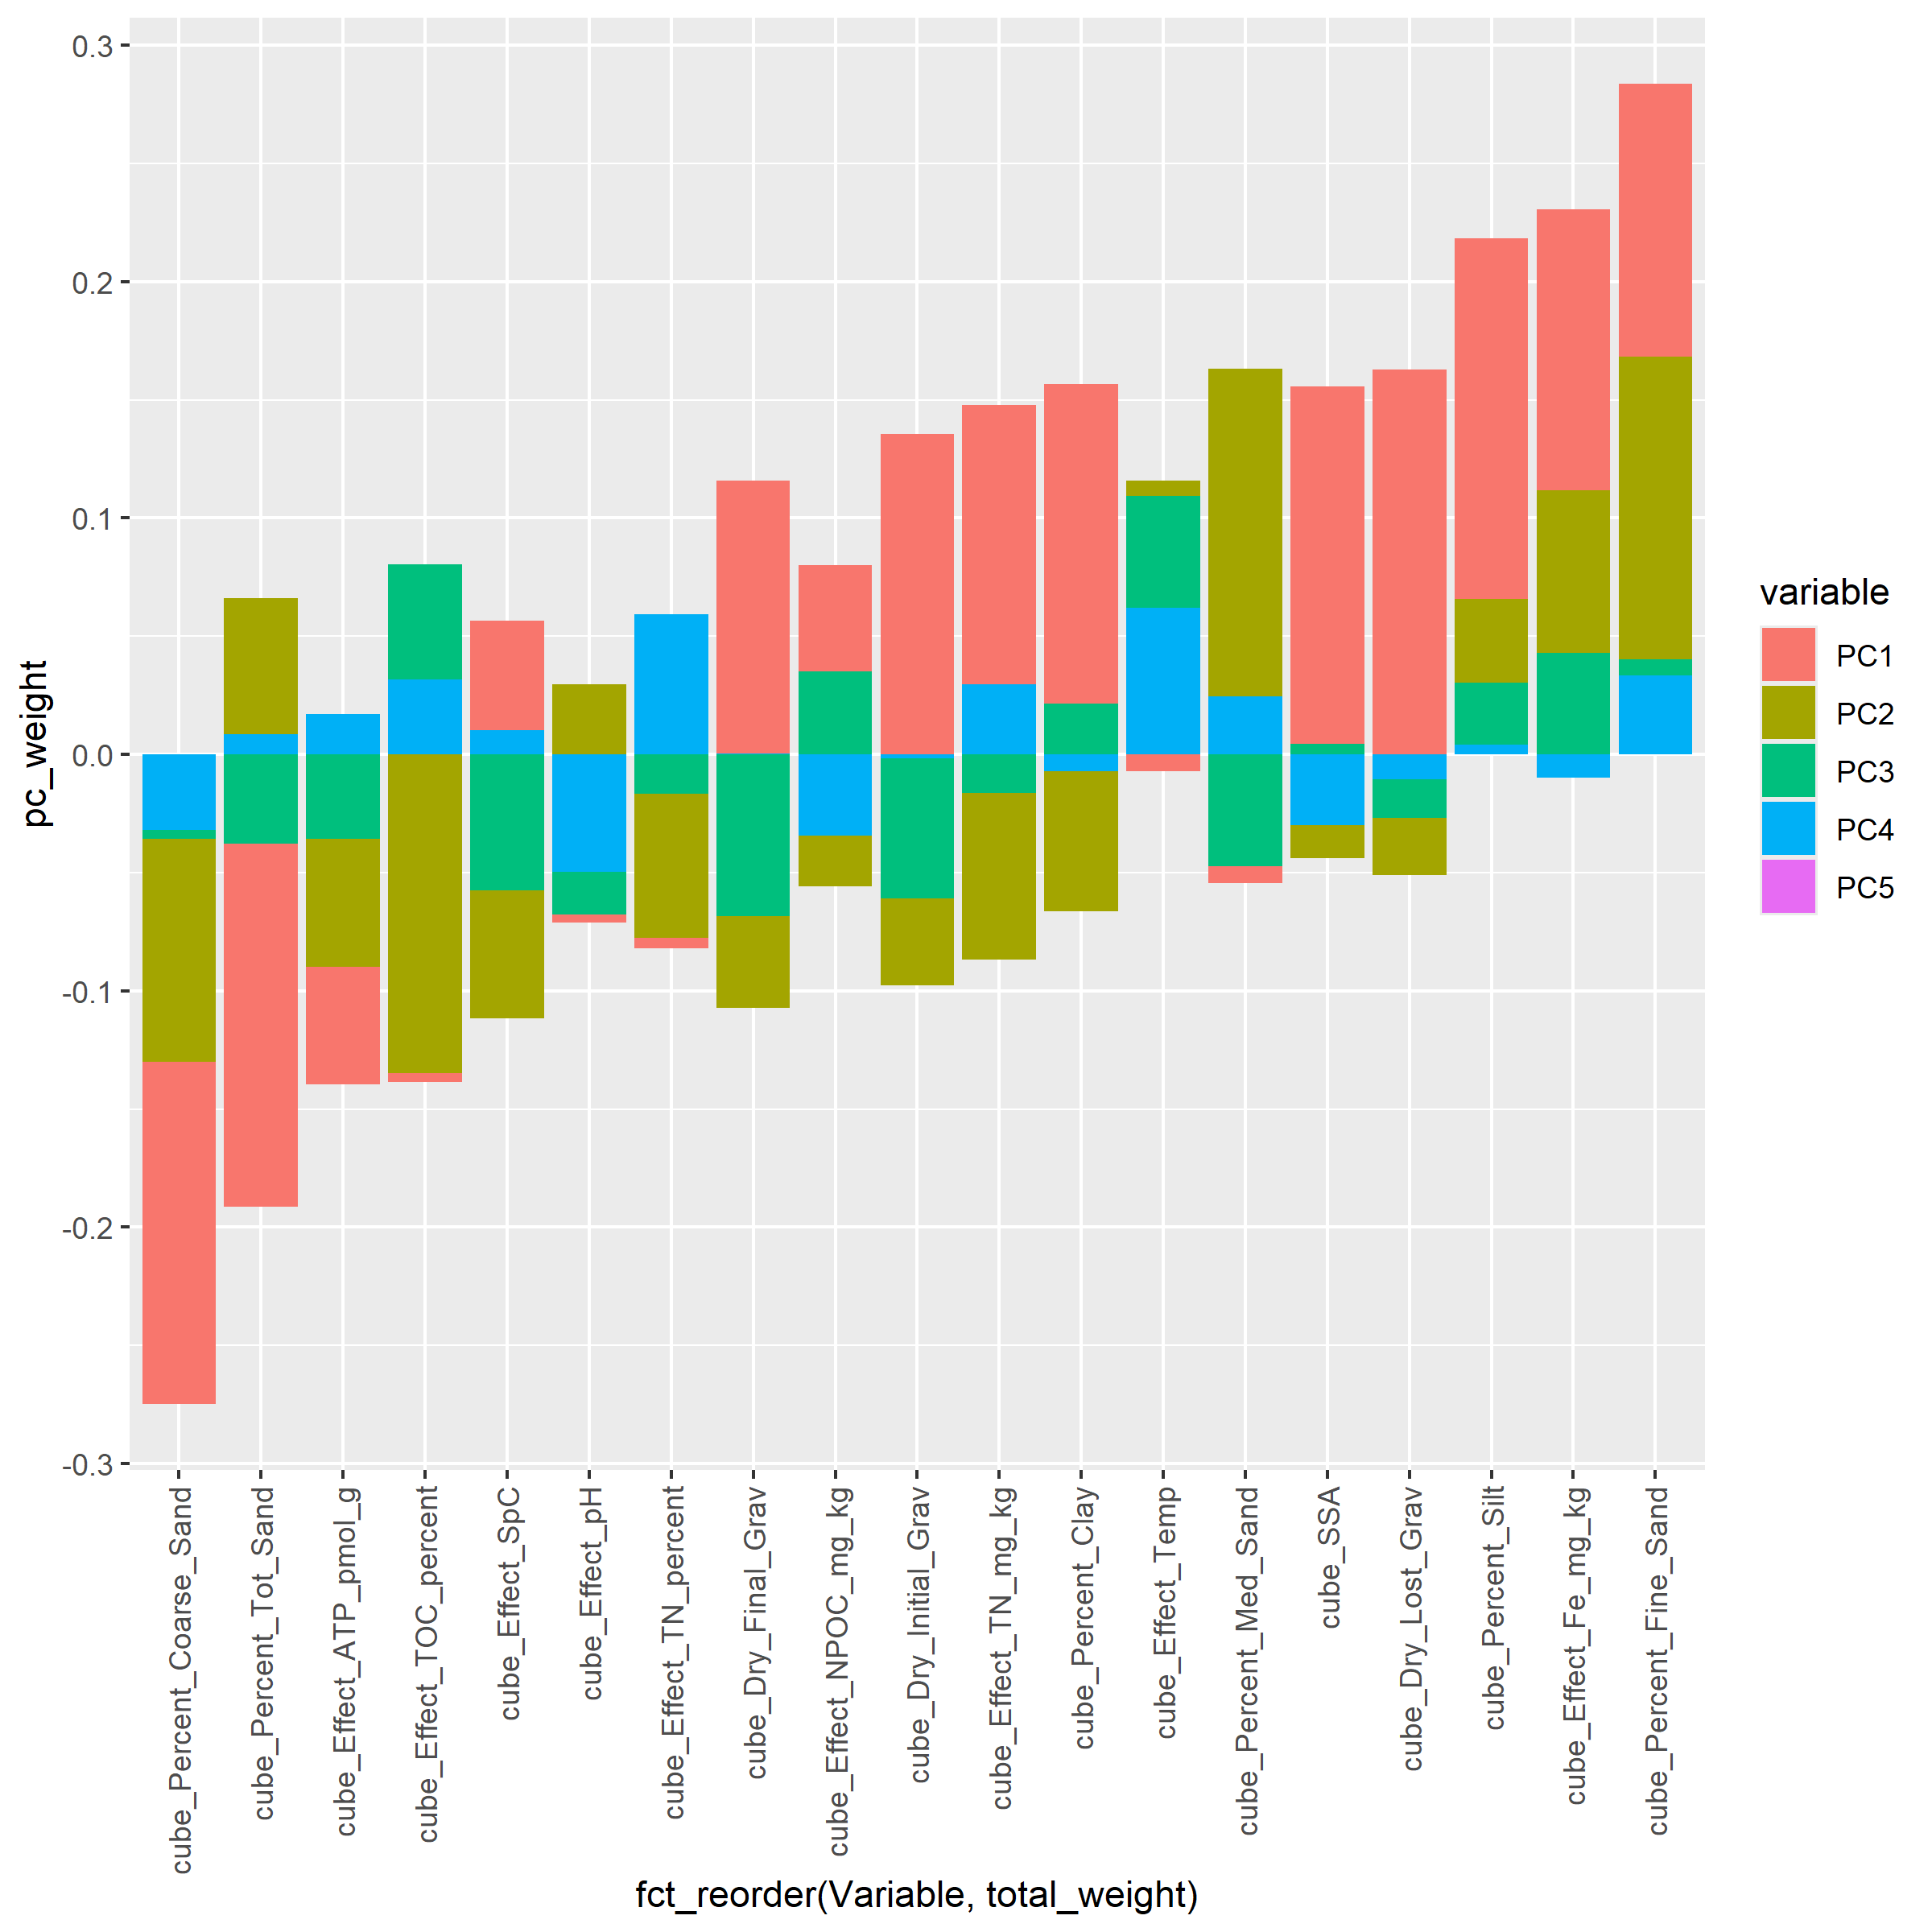 0.3
0.2
0.1
0.0
-0.1
-0.2
-0.3
pc_weight
cube_Percent_Coarse_Sand
cube_Percent_Tot_Sand
cube_Effect_ATP_pmol_g
cube_Effect_TOC_percent
cube_Effect_SpC
cube_Effect_pH
cube_Effect_TN_percent
cube_Dry_Final_Grav
cube_Effect_NPOC_mg_kg
cube_Dry_Initial_Grav
cube_Effect_TN_mg_kg
cube_Percent_Clay
cube_Effect_Temp
cube_Percent_Med_Sand
cube_SSA
cube_Dry_Lost_Grav
cube_Percent_Silt
cube_Effect_Fe_mg_kg
cube_Percent_Fine_Sand
fct_reorder(Variable, total_weight)
variable
PC1
PC2
PC3
PC4
PC5